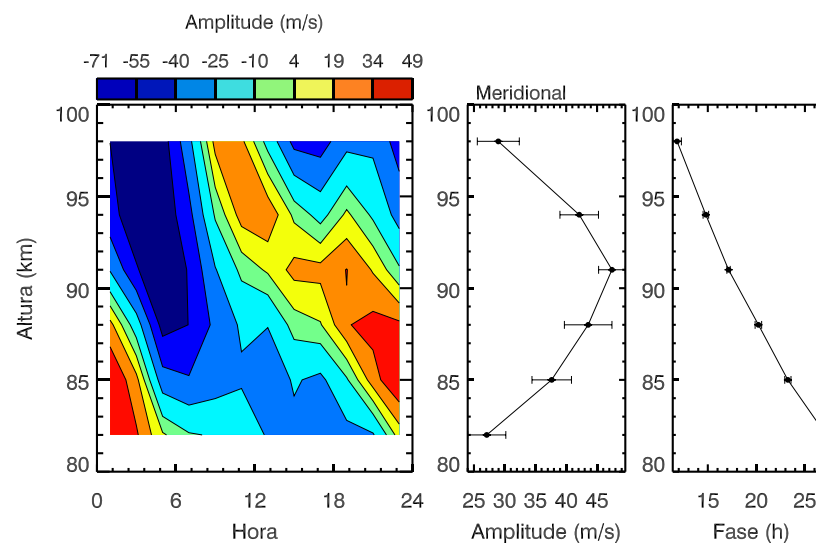 Amplitude (m/s)
-71 -55 -40 -25 -10 4 19 34 49
Meridional
100 100 100
95 95 95
90 90 90
85 85 85
80 80 80
Altura (km)
0 6 12 18 24
25 30 35 40 45
15 20 25
Hora
Amplitude (m/s)
Fase (h)